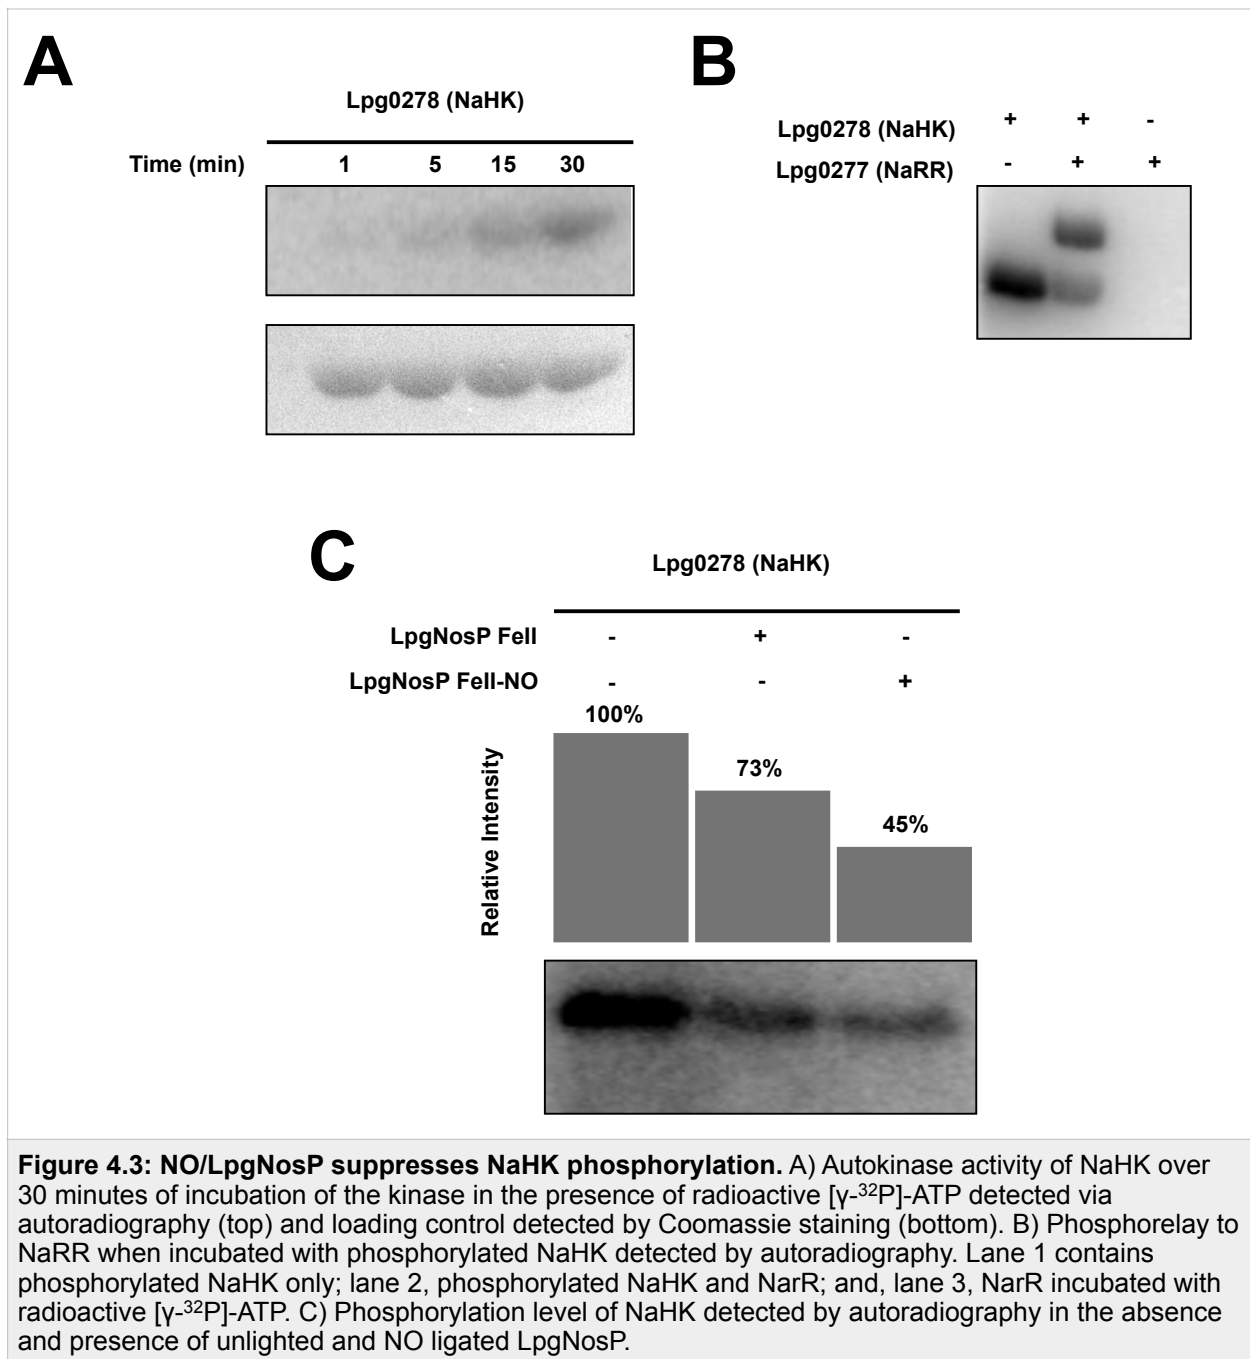 A
Lpg0278 (NaHK)
Time (min) 1 5 15 30
B
Lpg0278 (NaHK) + + -
Lpg0277 (NaRR) - + +
C
Lpg0278 (NaHK)
LpgNosP FeII - + -
LpgNosP FeII-NO - - +
100%
73%
45%
Relative Intensity
Figure 4.3: NO/LpgNosP suppresses NaHK phosphorylation. A) Autokinase activity of NaHK over
30 minutes of incubation of the kinase in the presence of radioactive [γ-³²P]-ATP detected via
autoradiography (top) and loading control detected by Coomassie staining (bottom). B) Phosphorelay to
NaRR when incubated with phosphorylated NaHK detected by autoradiography. Lane 1 contains
phosphorylated NaHK only; lane 2, phosphorylated NaHK and NarR; and, lane 3, NarR incubated with
radioactive [γ-³²P]-ATP. C) Phosphorylation level of NaHK detected by autoradiography in the absence
and presence of unlighted and NO ligated LpgNosP.